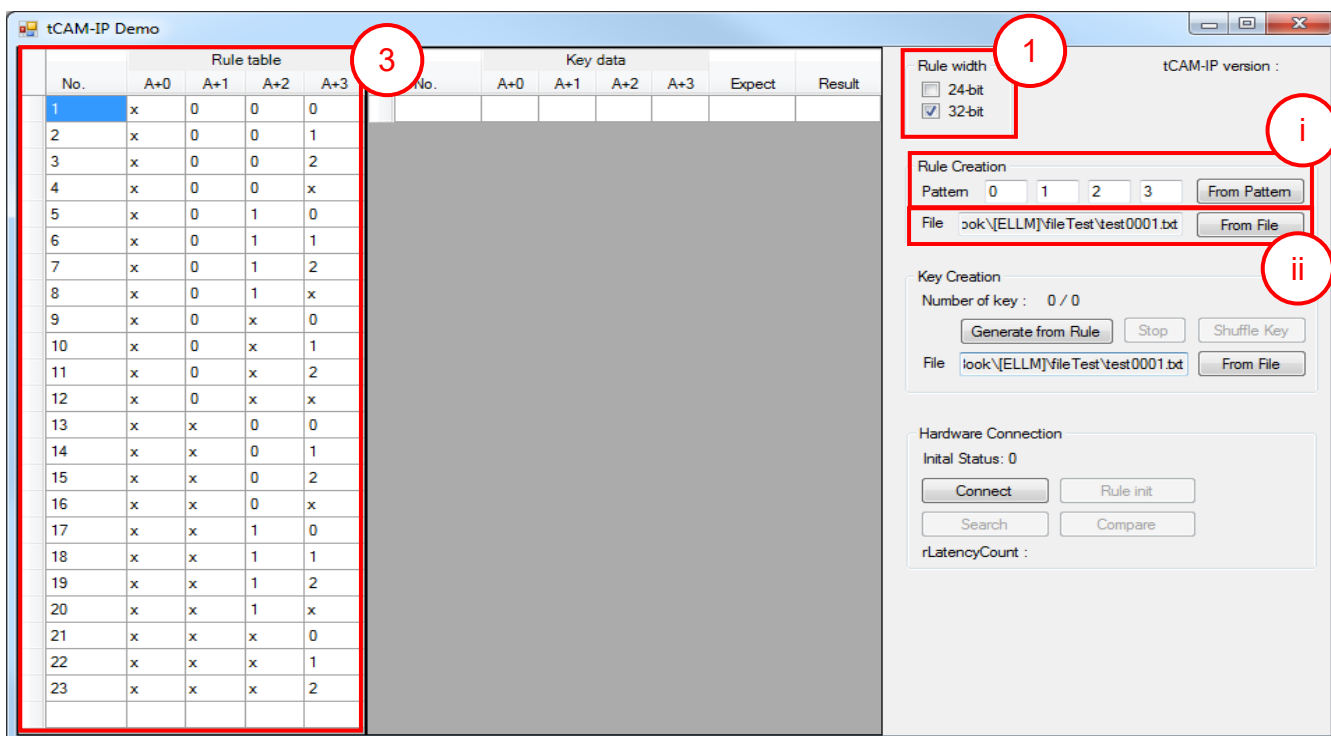 tCAM-IP Demo
Rule table
No. A+0 A+1 A+2 A+3
1 x 0 0 0
2 x 0 0 1
3 x 0 0 2
4 x 0 0 x
5 x 0 1 0
6 x 0 1 1
7 x 0 1 2
8 x 0 1 x
9 x 0 x 0
10 x 0 x 1
11 x 0 x 2
12 x 0 x x
13 x x 0 0
14 x x 0 1
15 x x 0 2
16 x x 0 x
17 x x 1 0
18 x x 1 1
19 x x 1 2
20 x x 1 x
21 x x x 0
22 x x x 1
23 x x x 2
3
Key data
No. A+0 A+1 A+2 A+3 Expect Result
Rule width
1
tCAM-IP version :
24-bit
32-bit
i
Rule Creation
Pattern 0 1 2 3 From Pattern
File ook\[ELLM]\fileTest\test0001.txt From File
ii
Key Creation
Number of key : 0 / 0
Generate from Rule Stop Shuffle Key
File look\[ELLM]\fileTest\test0001.txt From File
Hardware Connection
Inital Status: 0
Connect Rule init
Search Compare
rLatencyCount :